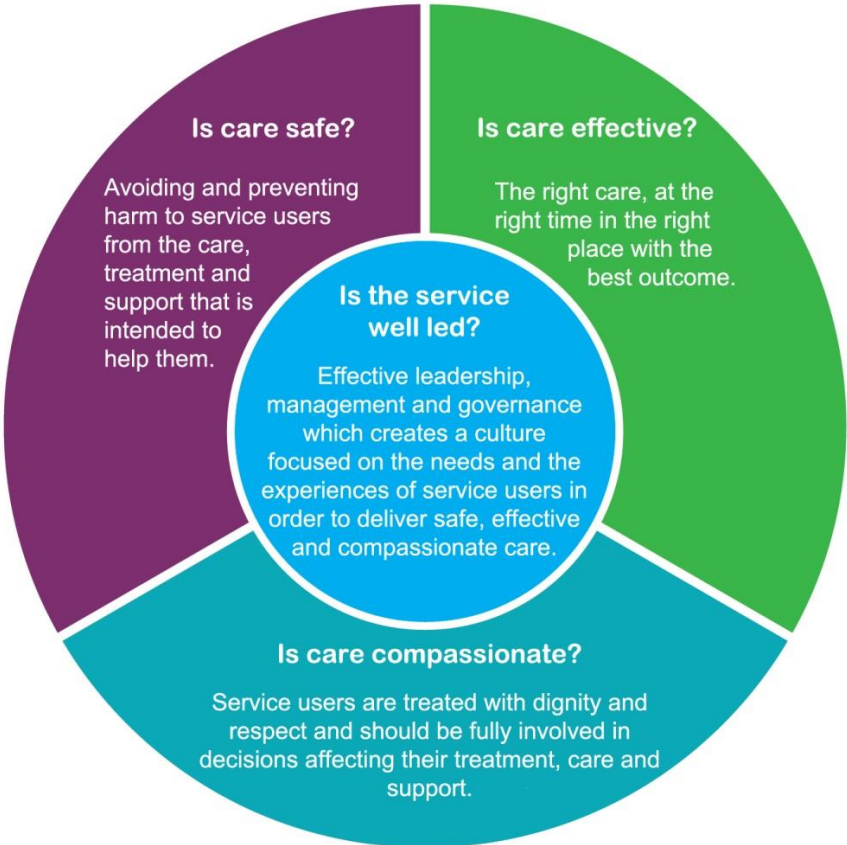 Is care safe?
Avoiding and preventing
harm to service users
from the care,
treatment and
support that is
intended to
help them.
Is care effective?
The right care, at the
right time in the right
place with the
best outcome.
Is the service
well led?
Effective leadership,
management and governance
which creates a culture
focused on the needs and the
experiences of service users in
order to deliver safe, effective
and compassionate care.
Is care compassionate?
Service users are treated with dignity and
respect and should be fully involved in
decisions affecting their treatment, care and
support.